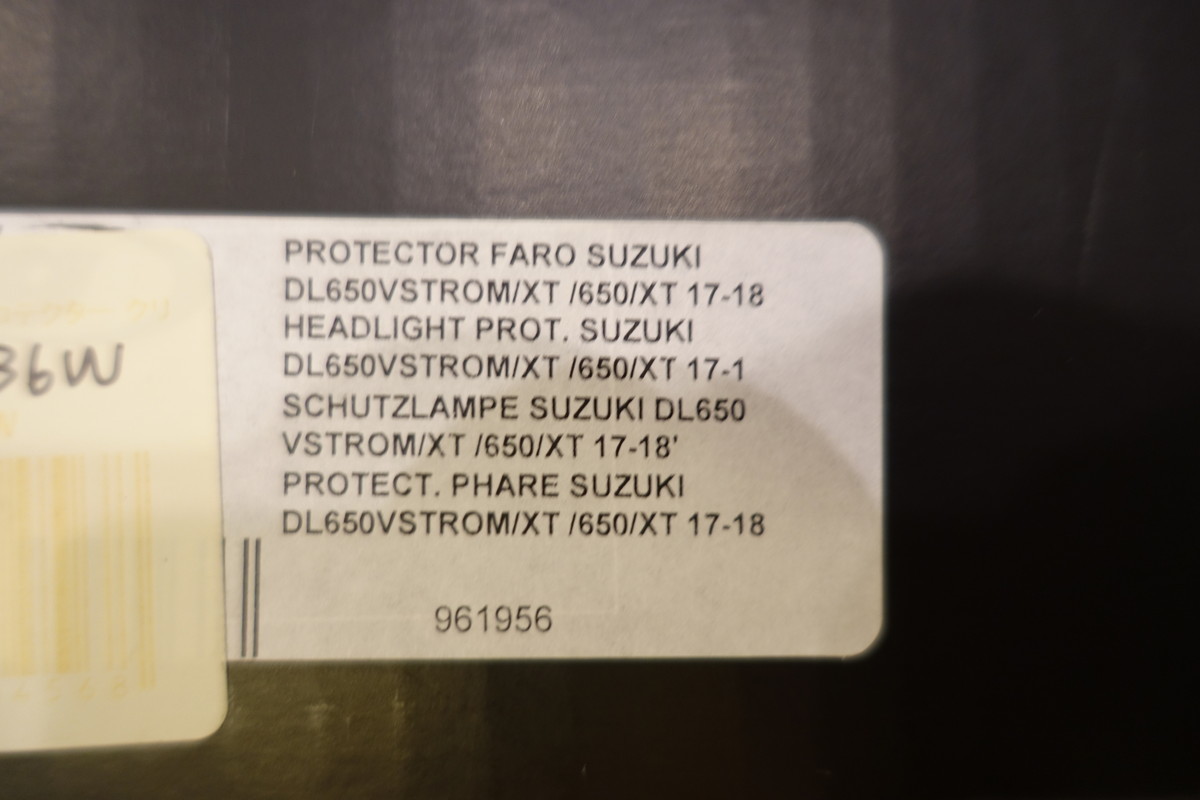 PROTECTOR FARO SUZUKI
DL650VSTROM/XT /650/XT 17-18
HEADLIGHT PROT. SUZUKI
DL650VSTROM/XT /650/XT 17-1
SCHUTZLAMPE SUZUKI DL650
VSTROM/XT /650/XT 17-18'
PROTECT. PHARE SUZUKI
DL650VSTROM/XT /650/XT 17-18
961956
36W